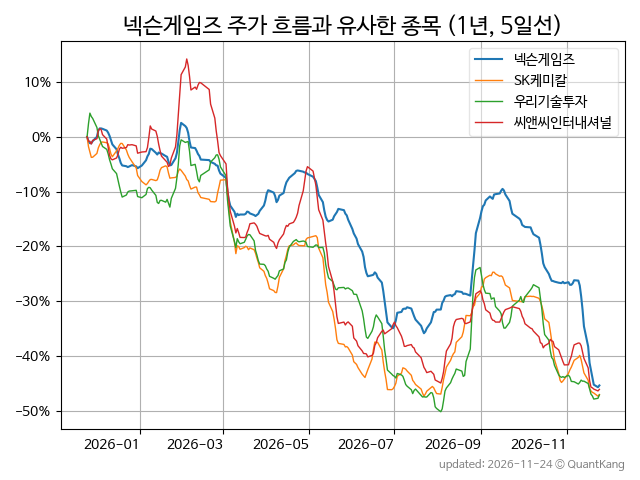 넥슨게임즈 주가 흐름과 유사한 종목 (1년, 5일선)
넥슨게임즈
SK케미칼
우리기술투자
씨앤씨인터내셔널
10%
0%
−10%
−20%
−30%
−40%
−50%
2026−01 2026−03 2026−05 2026−07 2026−09 2026−11
updated: 2026-11-24 © QuantKang